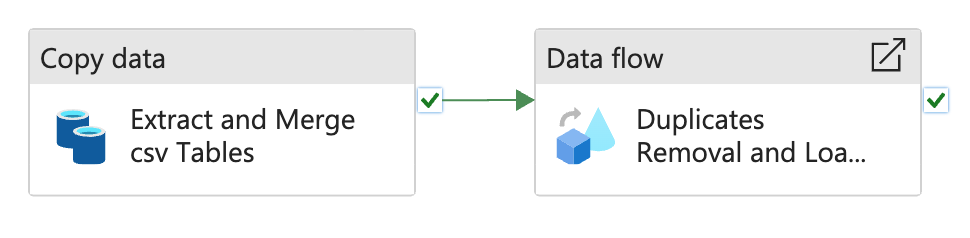 Copy data
Extract and Merge
csv Tables
Data flow
Duplicates
Removal and Loa...